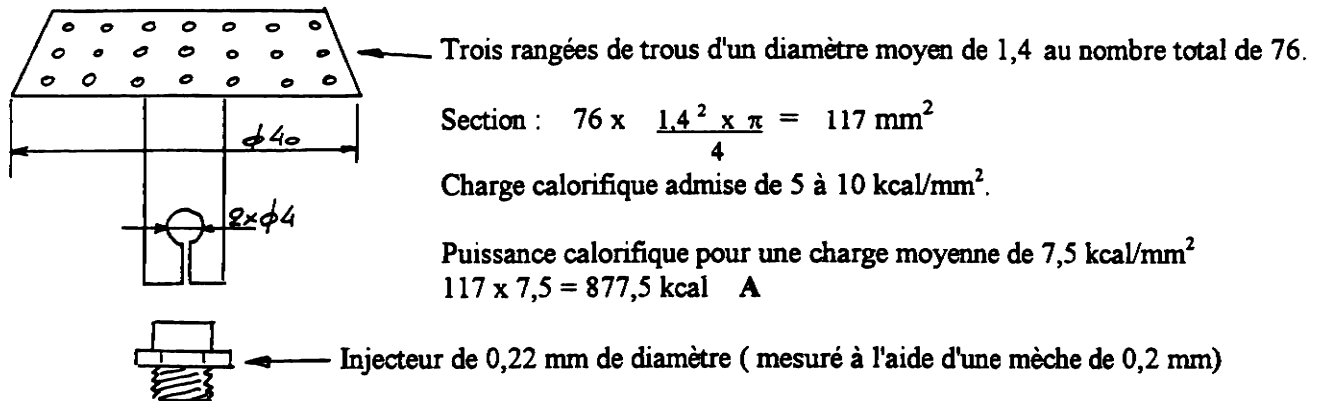 Trois rangées de trous d'un diamètre moyen de 1,4 au nombre total de 76.
Section : 76 x 1,4² x π = 117 mm²
4
Charge calorifique admise de 5 à 10 kcal/mm².
ϕ40
2xϕ4
Puissance calorifique pour une charge moyenne de 7,5 kcal/mm²
117 x 7,5 = 877,5 kcal A
Injecteur de 0,22 mm de diamètre ( mesuré à l'aide d'une mèche de 0,2 mm)